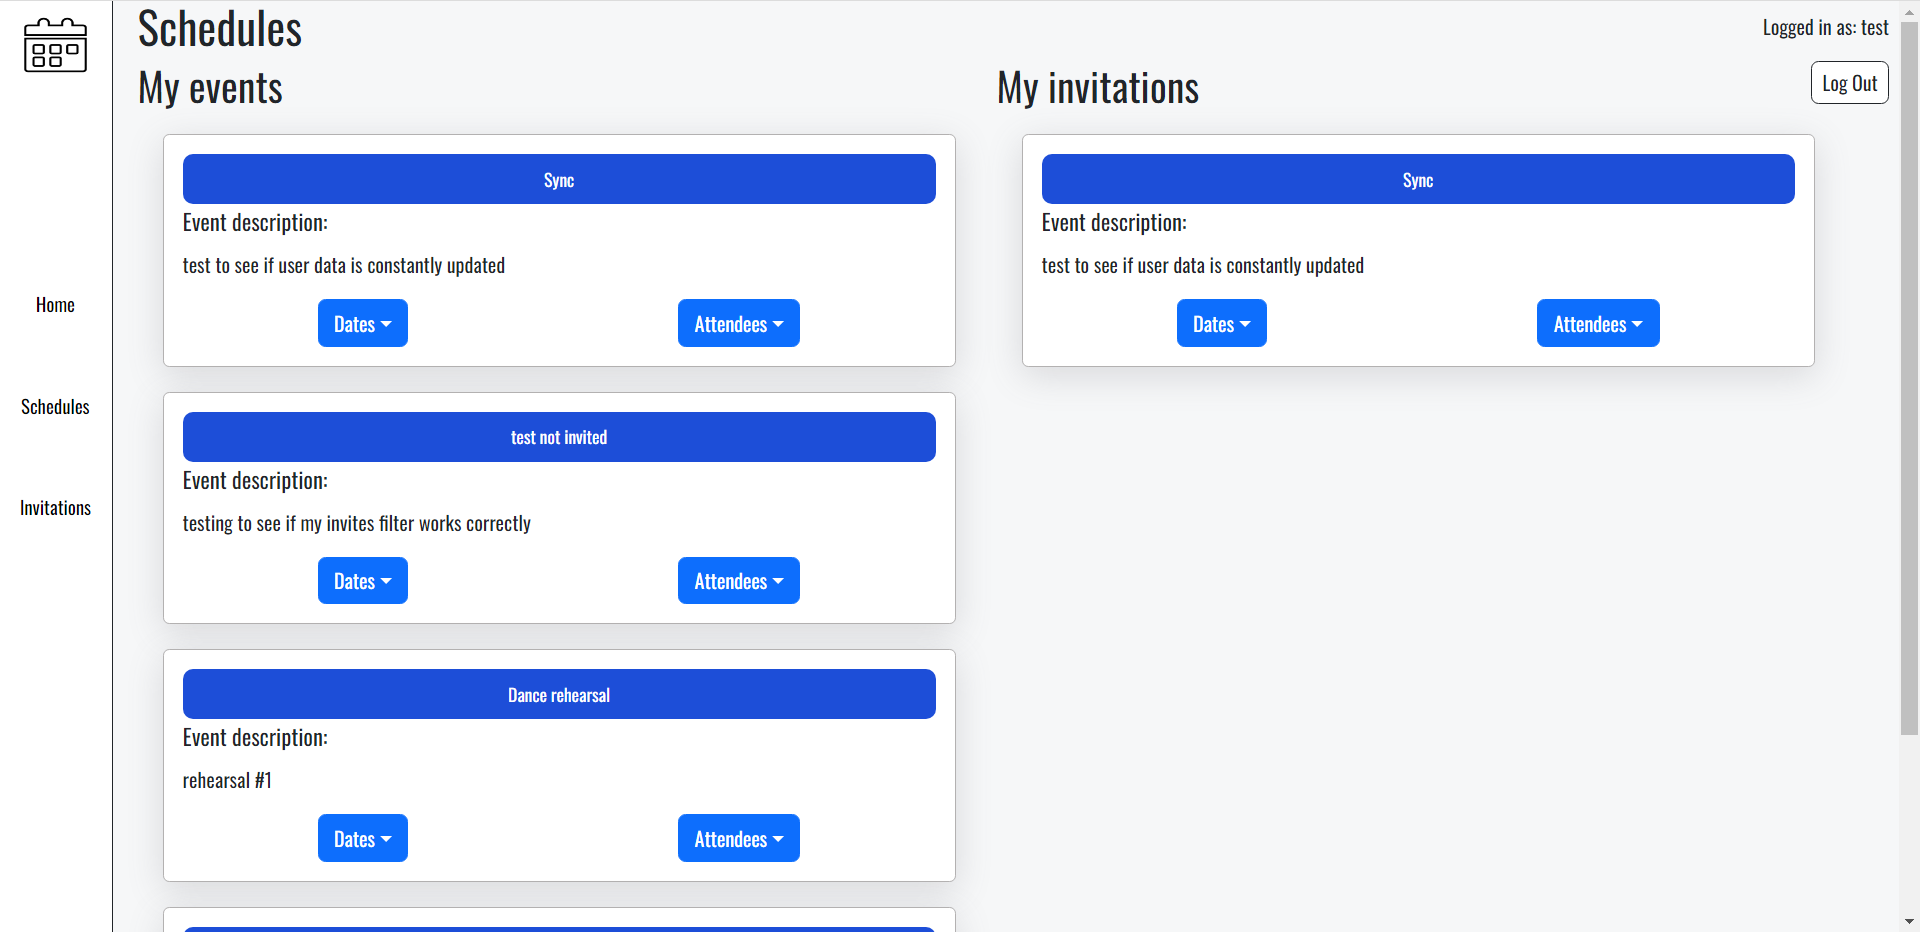 Schedules
Logged in as: test
Log Out
Home
Schedules
Invitations
My events
Sync
Event description:
test to see if user data is constantly updated
Dates
Attendees
test not invited
Event description:
testing to see if my invites filter works correctly
Dates
Attendees
Dance rehearsal
Event description:
rehearsal #1
Dates
Attendees
My invitations
Sync
Event description:
test to see if user data is constantly updated
Dates
Attendees